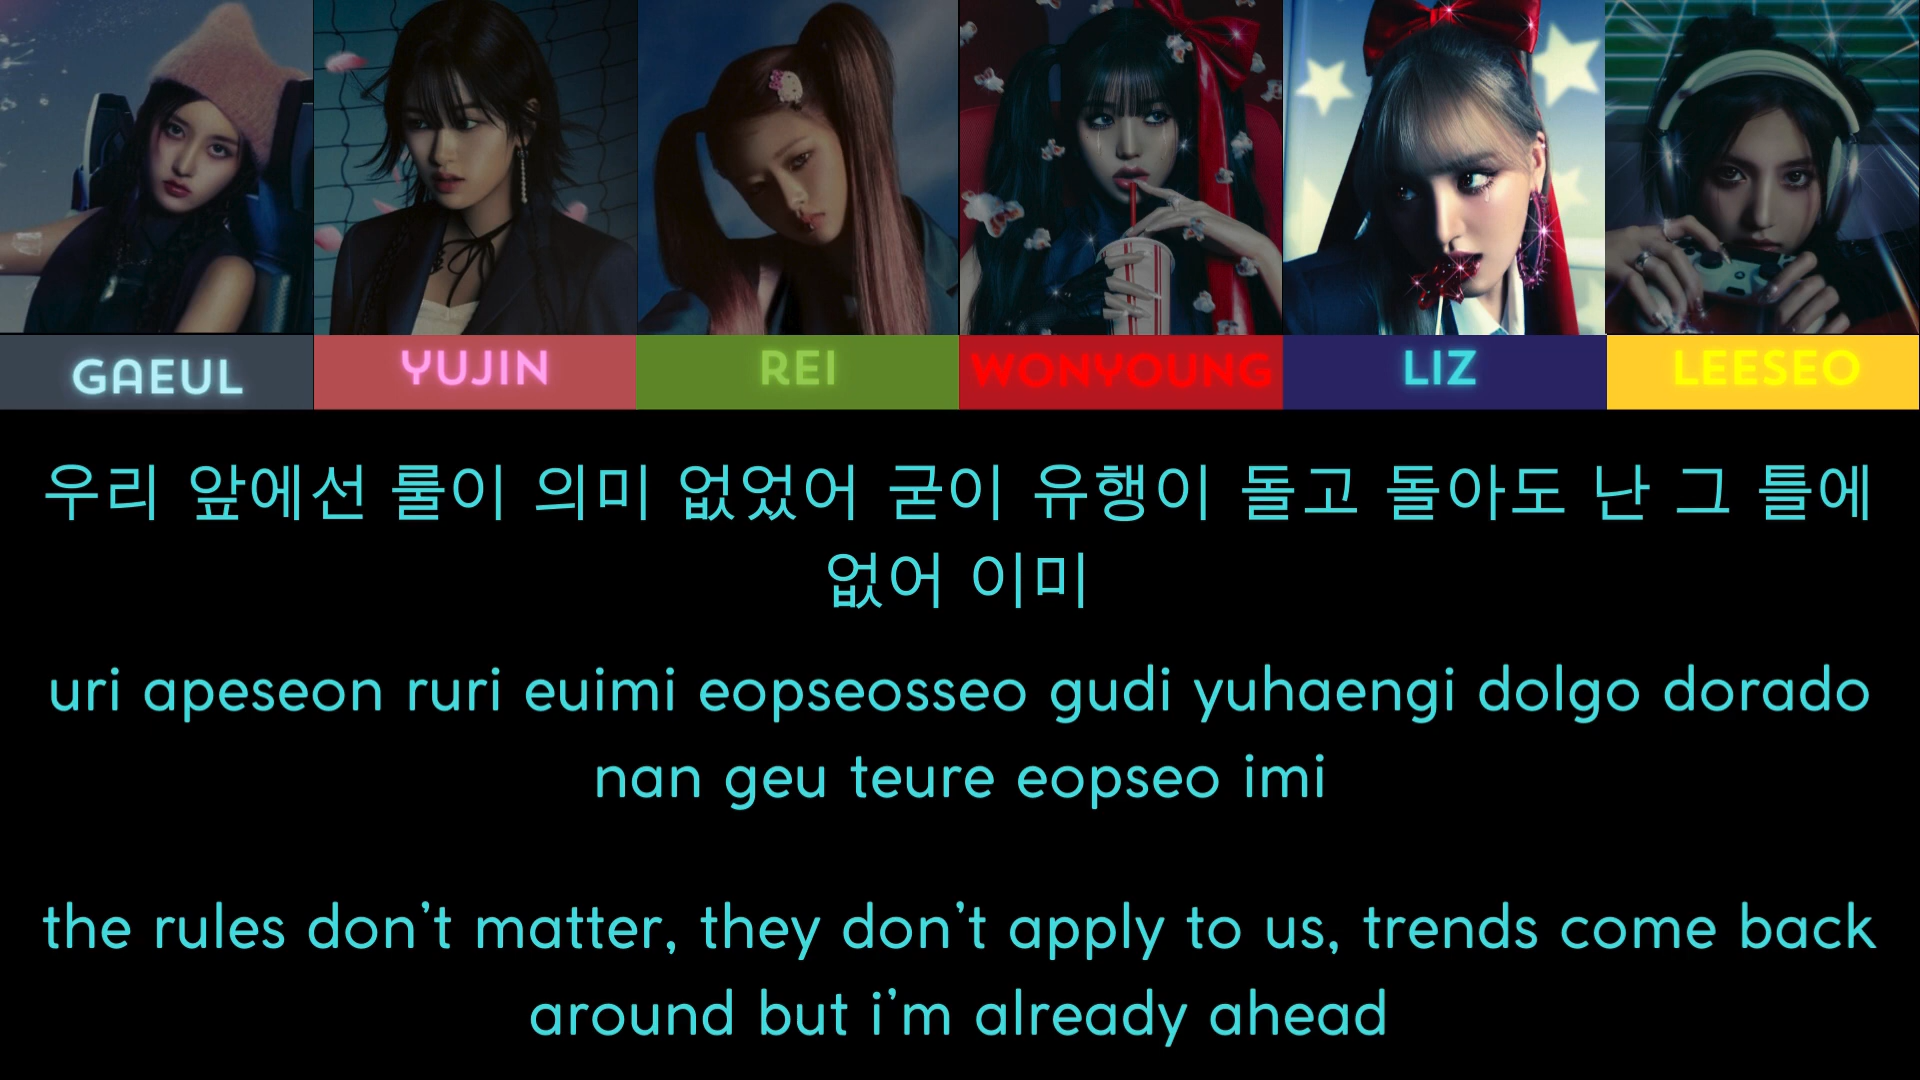 GAEUL
YUJIN
REI
WONYOUNG
LIZ
LEESEO
우리 앞에선 룰이 의미 없었어 굳이 유행이 돌고 돌아도 난 그 틀에
없어 이미
uri apeseon ruri euimi eopseosseo gudi yuhaengi dolgo dorado
nan geu teure eopseo imi
the rules don't matter, they don't apply to us, trends come back
around but i'm already ahead